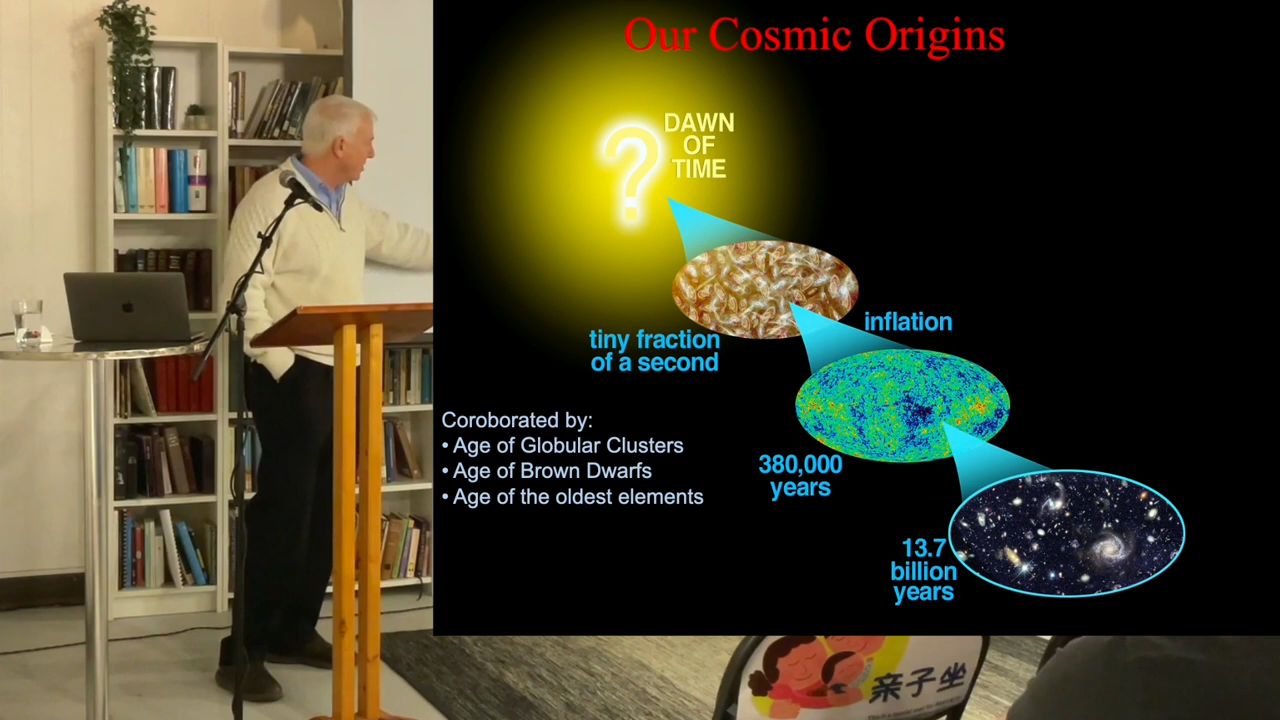 Our Cosmic Origins
?
DAWN
OF
TIME
inflation
tiny fraction
of a second
Coroborated by:
• Age of Globular Clusters
• Age of Brown Dwarfs
• Age of the oldest elements
380,000
years
13.7
billion
years
亲子坐